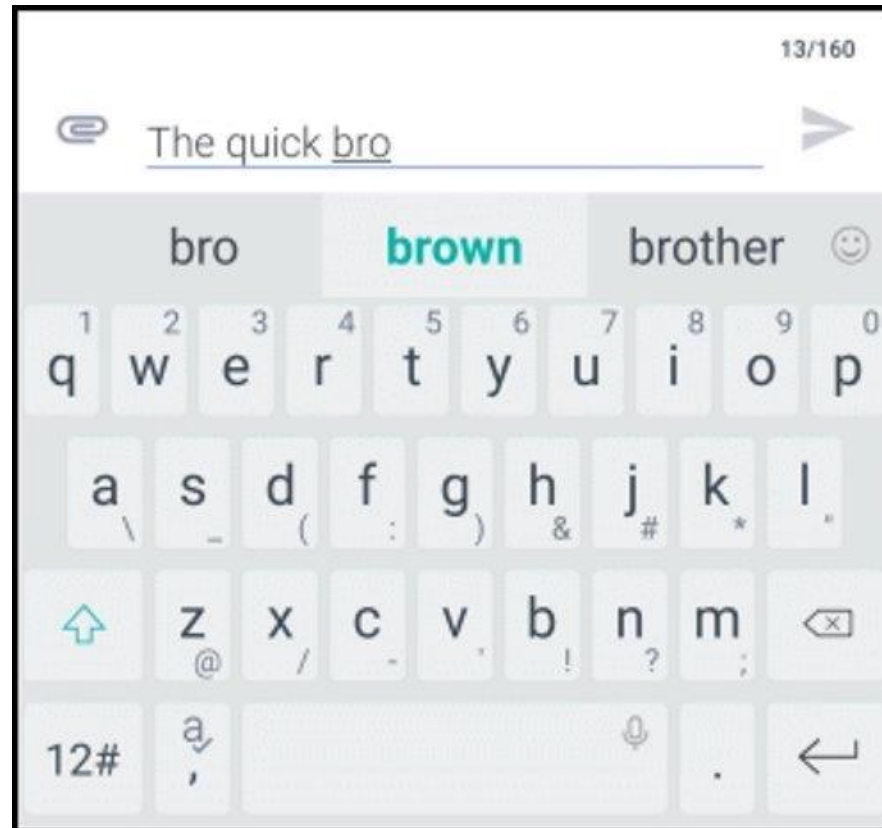 13/160
The quick bro
bro brown brother
1 2 3 4 5 6 7 8 9 0
q w e r t y u i o p
a s d f g h j k l
\ _ ( : ) & # * "
z x c v b n m
@ / - ' ! ? ;
12# a , .